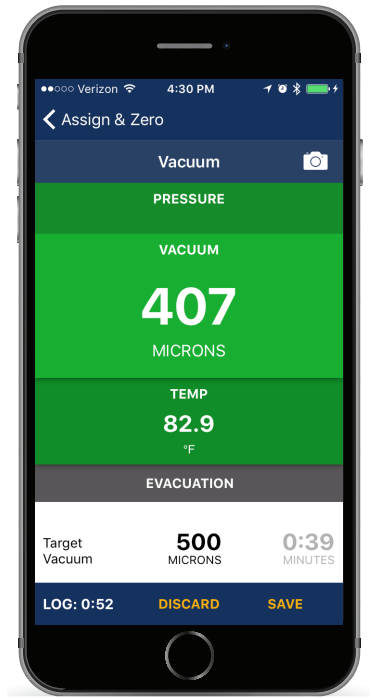 Verizon 4:30 PM
Assign & Zero
Vacuum
PRESSURE
VACUUM
407
MICRONS
TEMP
82.9
°F
EVACUATION
Target
Vacuum
500
MICRONS
0:39
MINUTES
LOG: 0:52 DISCARD SAVE